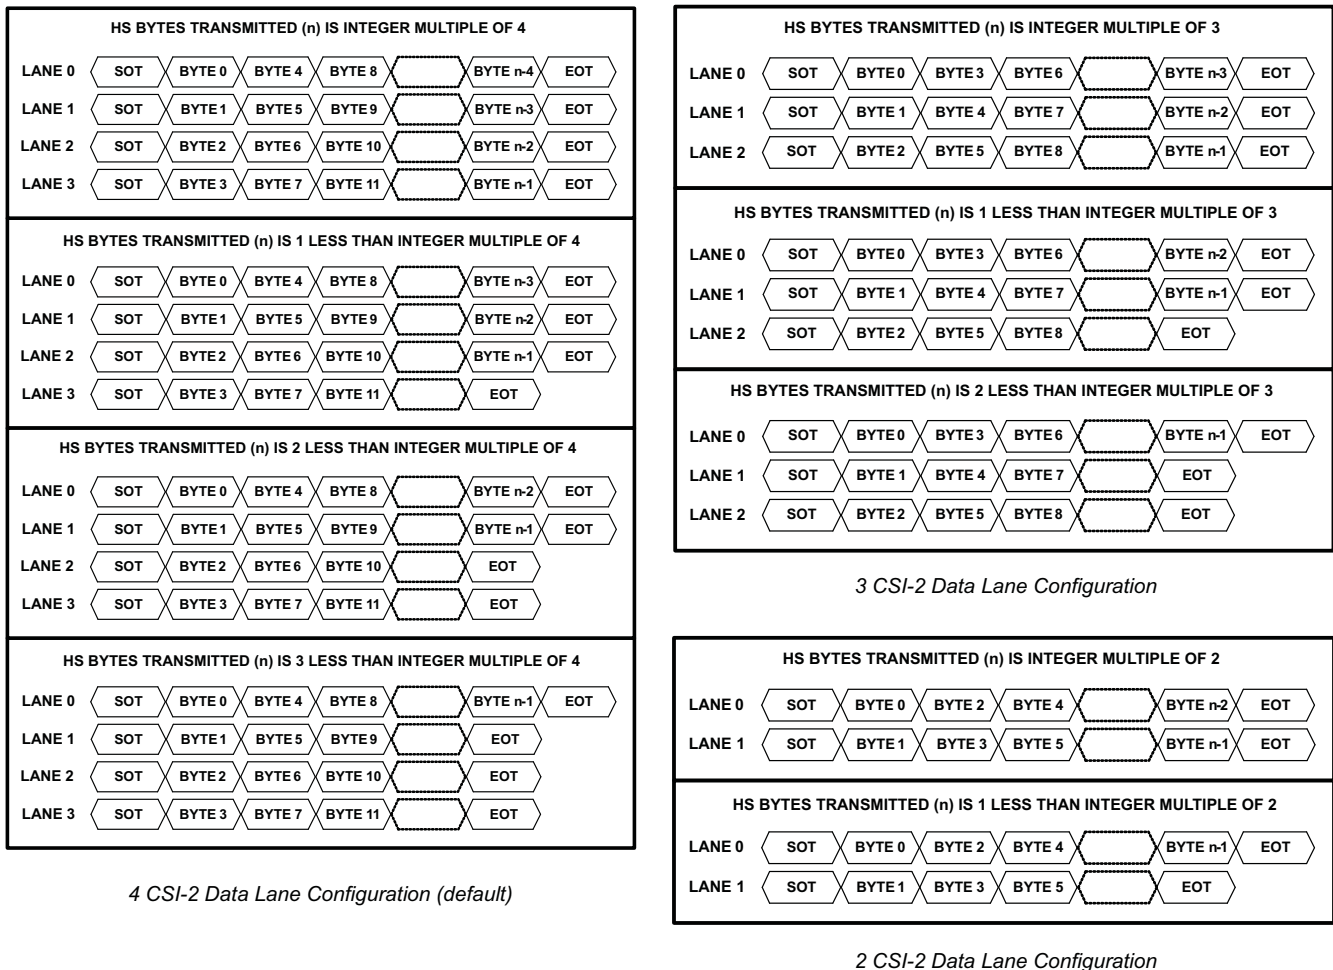 HS BYTES TRANSMITTED (n) IS INTEGER MULTIPLE OF 4
LANE 0 SOT BYTE 0 BYTE 4 BYTE 8 BYTE n-4 EOT
LANE 1 SOT BYTE 1 BYTE 5 BYTE 9 BYTE n-3 EOT
LANE 2 SOT BYTE 2 BYTE 6 BYTE 10 BYTE n-2 EOT
LANE 3 SOT BYTE 3 BYTE 7 BYTE 11 BYTE n-1 EOT
HS BYTES TRANSMITTED (n) IS 1 LESS THAN INTEGER MULTIPLE OF 4
LANE 0 SOT BYTE 0 BYTE 4 BYTE 8 BYTE n-3 EOT
LANE 1 SOT BYTE 1 BYTE 5 BYTE 9 BYTE n-2 EOT
LANE 2 SOT BYTE 2 BYTE 6 BYTE 10 BYTE n-1 EOT
LANE 3 SOT BYTE 3 BYTE 7 BYTE 11 EOT
HS BYTES TRANSMITTED (n) IS 2 LESS THAN INTEGER MULTIPLE OF 4
LANE 0 SOT BYTE 0 BYTE 4 BYTE 8 BYTE n-2 EOT
LANE 1 SOT BYTE 1 BYTE 5 BYTE 9 BYTE n-1 EOT
LANE 2 SOT BYTE 2 BYTE 6 BYTE 10 EOT
LANE 3 SOT BYTE 3 BYTE 7 BYTE 11 EOT
HS BYTES TRANSMITTED (n) IS 3 LESS THAN INTEGER MULTIPLE OF 4
LANE 0 SOT BYTE 0 BYTE 4 BYTE 8 BYTE n-1 EOT
LANE 1 SOT BYTE 1 BYTE 5 BYTE 9 EOT
LANE 2 SOT BYTE 2 BYTE 6 BYTE 10 EOT
LANE 3 SOT BYTE 3 BYTE 7 BYTE 11 EOT
4 CSI-2 Data Lane Configuration (default)
HS BYTES TRANSMITTED (n) IS INTEGER MULTIPLE OF 3
LANE 0 SOT BYTE 0 BYTE 3 BYTE 6 BYTE n-3 EOT
LANE 1 SOT BYTE 1 BYTE 4 BYTE 7 BYTE n-2 EOT
LANE 2 SOT BYTE 2 BYTE 5 BYTE 8 BYTE n-1 EOT
HS BYTES TRANSMITTED (n) IS 1 LESS THAN INTEGER MULTIPLE OF 3
LANE 0 SOT BYTE 0 BYTE 3 BYTE 6 BYTE n-2 EOT
LANE 1 SOT BYTE 1 BYTE 4 BYTE 7 BYTE n-1 EOT
LANE 2 SOT BYTE 2 BYTE 5 BYTE 8 EOT
HS BYTES TRANSMITTED (n) IS 2 LESS THAN INTEGER MULTIPLE OF 3
LANE 0 SOT BYTE 0 BYTE 3 BYTE 6 BYTE n-1 EOT
LANE 1 SOT BYTE 1 BYTE 4 BYTE 7 EOT
LANE 2 SOT BYTE 2 BYTE 5 BYTE 8 EOT
3 CSI-2 Data Lane Configuration
HS BYTES TRANSMITTED (n) IS INTEGER MULTIPLE OF 2
LANE 0 SOT BYTE 0 BYTE 2 BYTE 4 BYTE n-2 EOT
LANE 1 SOT BYTE 1 BYTE 3 BYTE 5 BYTE n-1 EOT
HS BYTES TRANSMITTED (n) IS 1 LESS THAN INTEGER MULTIPLE OF 2
LANE 0 SOT BYTE 0 BYTE 2 BYTE 4 BYTE n-1 EOT
LANE 1 SOT BYTE 1 BYTE 3 BYTE 5 EOT
2 CSI-2 Data Lane Configuration